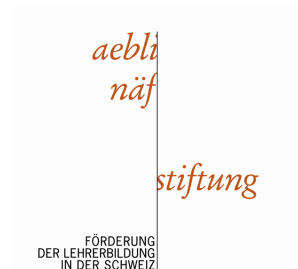 aebli
näf
stiftung
FÖRDERUNG
DER LEHRERBILDUNG
IN DER SCHWEIZ